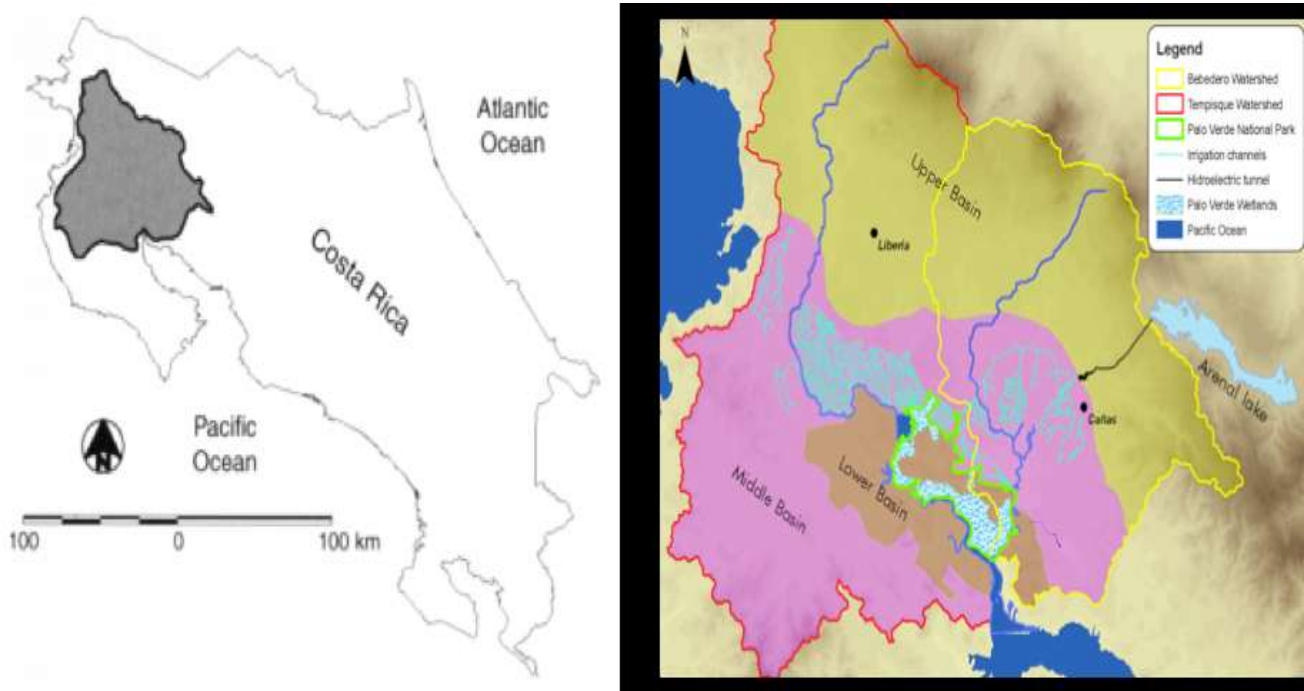 Atlantic
Ocean
Costa Rica
Pacific
Ocean
N
100
0
100 km
N
Legend
Bebedero Watershed
Tempisque Watershed
Palo Verde National Park
Irrigation channels
Hidroelectric tunnel
Palo Verde Wetlands
Pacific Ocean
Upper Basin
Liberia
Arenal lake
Cañas
Middle Basin
Lower Basin